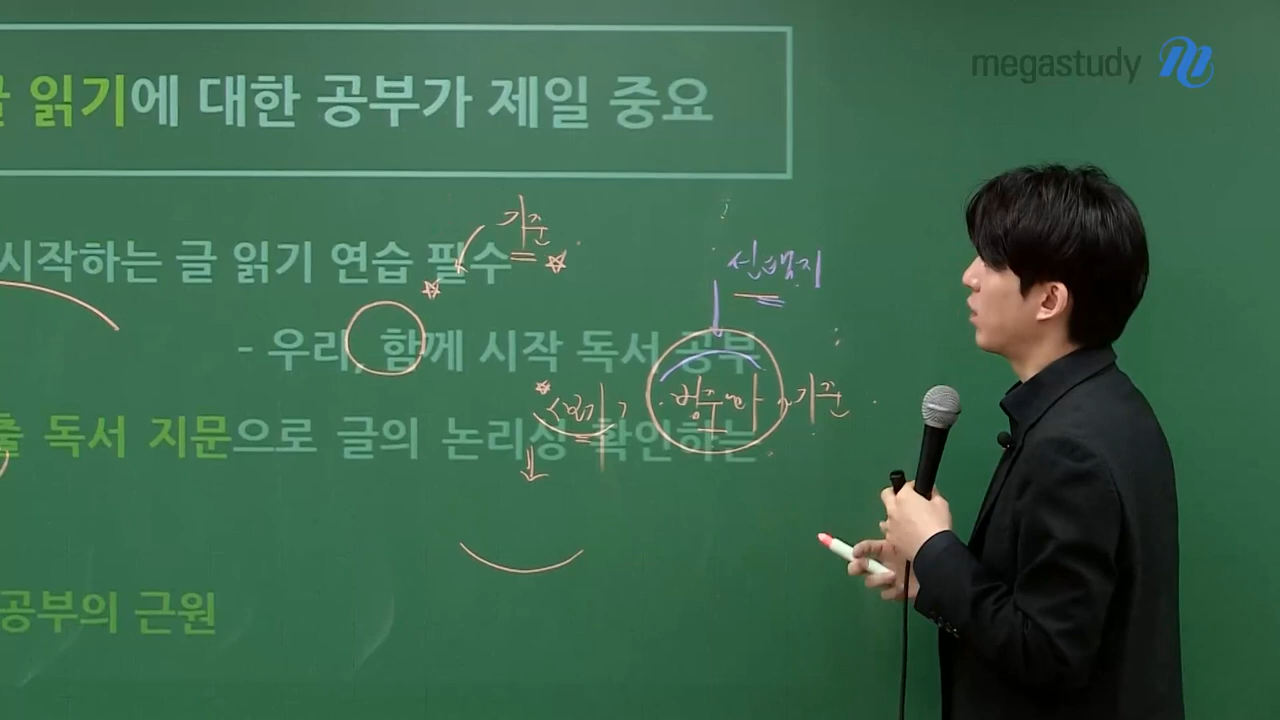 megastudy
글 읽기에 대한 공부가 제일 중요
기준
시작하는 글 읽기 연습 필수
선택지
- 우리, 함께 시작 독서 공부
기준
출 독서 지문으로 글의 논리성 확인하는
공부의 근원